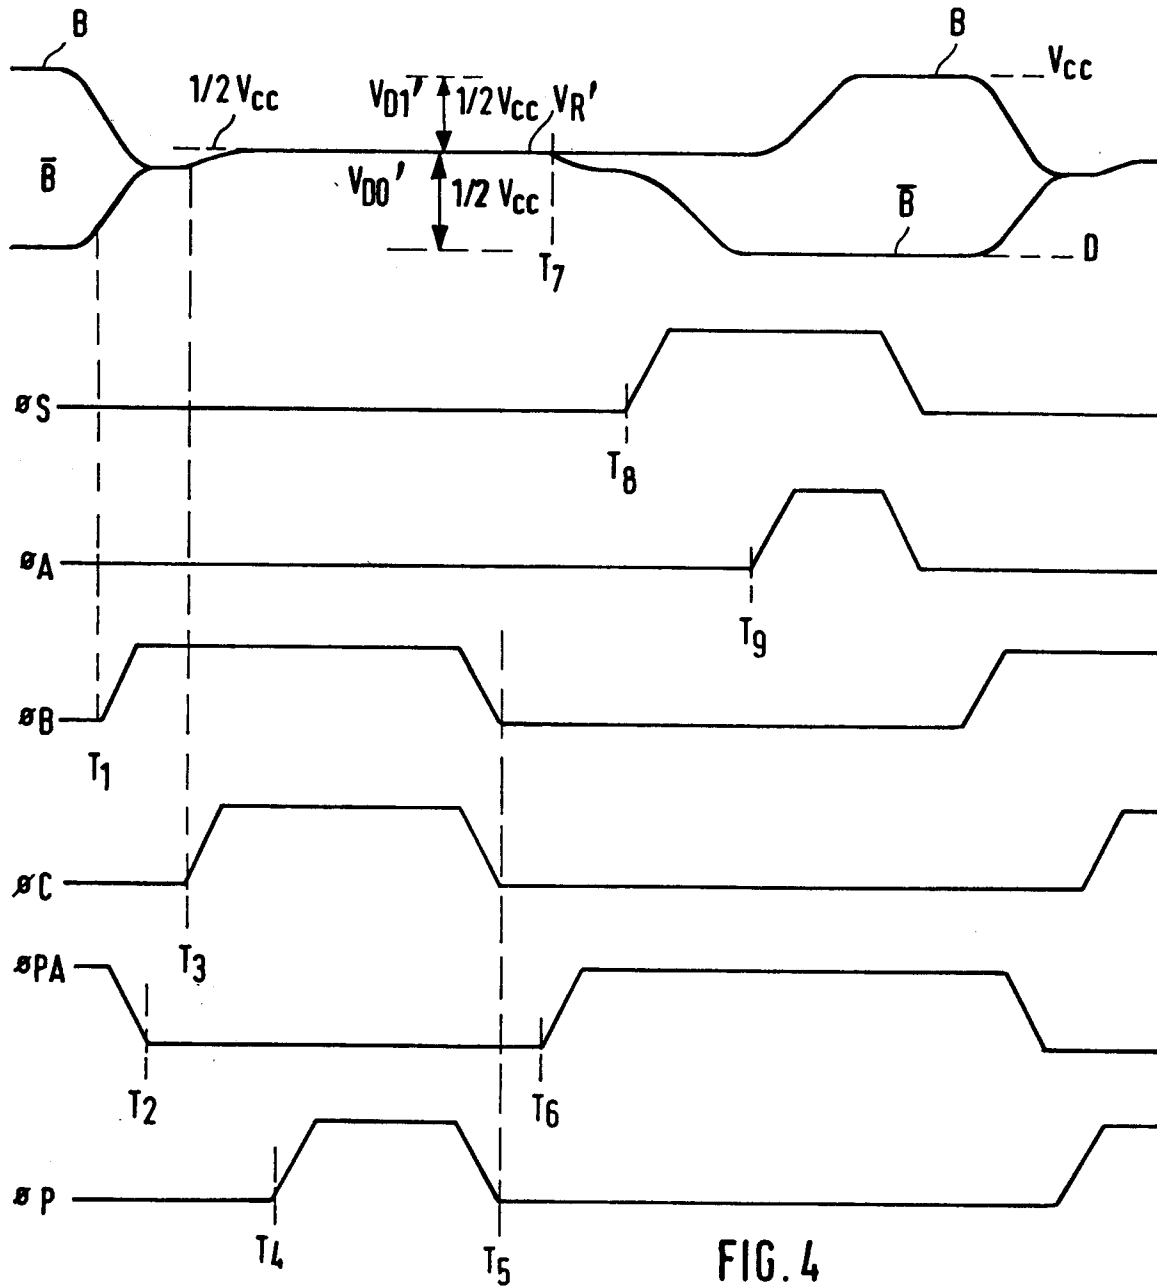 B
B
1/2 Vcc
VD1'
1/2 Vcc
VR'
Vcc
B̅
VD0'
1/2 Vcc
B̅
D
T7
øS
T8
øA
T9
øB
T1
øC
T3
øPA
T2
T6
øP
T4
T5
FIG. 4